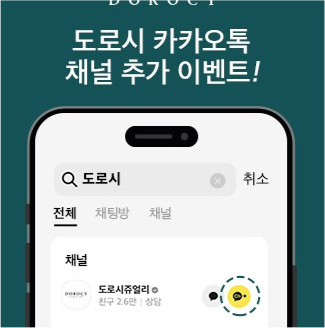 DOROCY
도로시 카카오톡
채널 추가 이벤트!
도로시
취소
전체 채팅방 채널
채널
도로시쥬얼리
친구 2.6만 | 상담